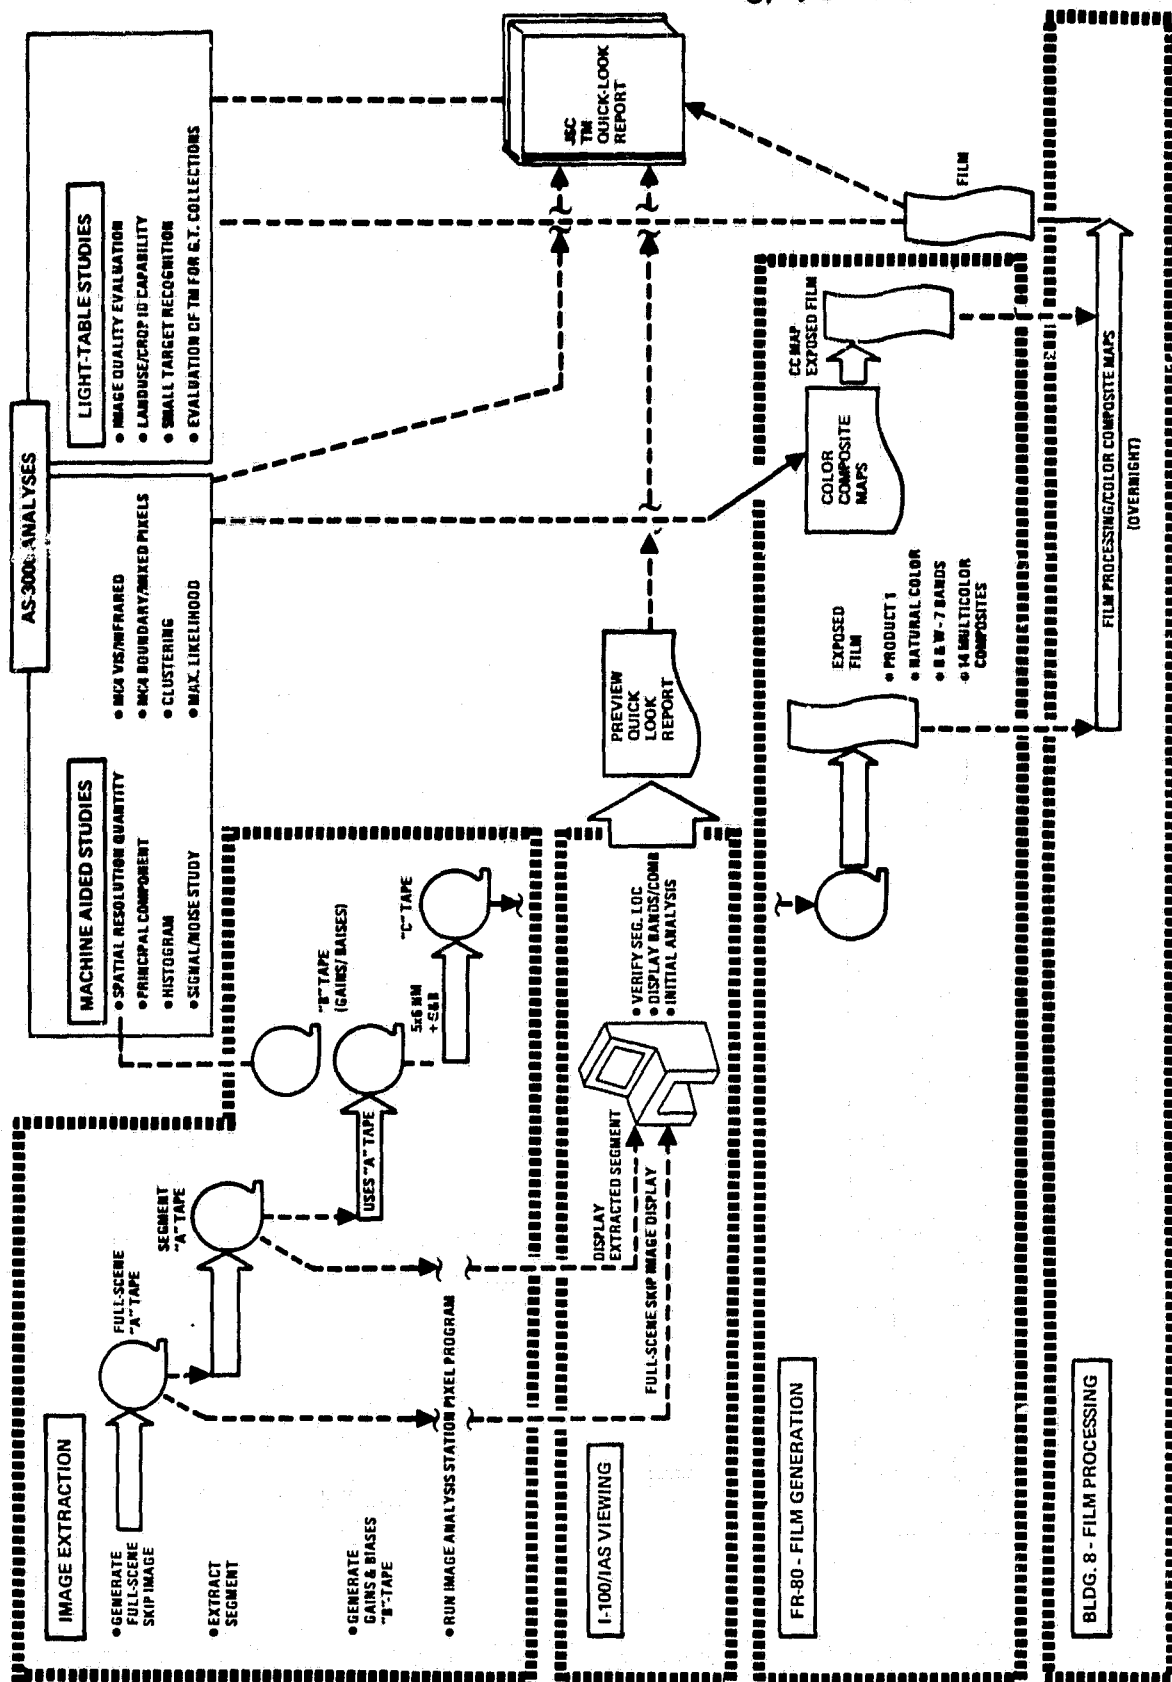 AS-3000 ANALYSES
MACHINE AIDED STUDIES
● SPATIAL RESOLUTION QUANTITY
● PRINCIPAL COMPONENT
● HISTOGRAM
● SIGNAL/NOISE STUDY
● MC4 VIS/INFRARED
● MC4 BOUNDARY/MIXED PIXELS
● CLUSTERING
● MAX. LIKELIHOOD
LIGHT-TABLE STUDIES
● IMAGE QUALITY EVALUATION
● LANDUSE/CROP ID CAPABILITY
● SMALL TARGET RECOGNITION
● EVALUATION OF TM FOR G.T. COLLECTIONS
IMAGE EXTRACTION
● GENERATE
FULL-SCENE
SKIP IMAGE
FULL-SCENE
"A" TAPE
● EXTRACT
SEGMENT
SEGMENT
"A" TAPE
● GENERATE
GAINS & BIASES
"B"-TAPE
USES "A" TAPE
"B" TAPE
(GAINS/ BAISES)
5x6 MM
+ G&B
"C" TAPE
● RUN IMAGE ANALYSIS STATION PIXEL PROGRAM
I-100/IAS VIEWING
DISPLAY
EXTRACTED SEGMENT
FULL-SCENE SKIP IMAGE DISPLAY
● VERIFY SEG. LOC
● DISPLAY BANDS/COMB
● INITIAL ANALYSIS
PREVIEW
QUICK
LOOK
REPORT
JSC
TM
QUICK-LOOK
REPORT
FR-80 - FILM GENERATION
EXPOSED
FILM
● PRODUCT 1
● NATURAL COLOR
● B & W - 7 BANDS
● 14 MULTICOLOR
COMPOSITES
COLOR
COMPOSITE
MAPS
CC MAP
EXPOSED FILM
FILM
BLDG. 8 - FILM PROCESSING
FILM PROCESSING/COLOR COMPOSITE MAPS
(OVERNIGHT)